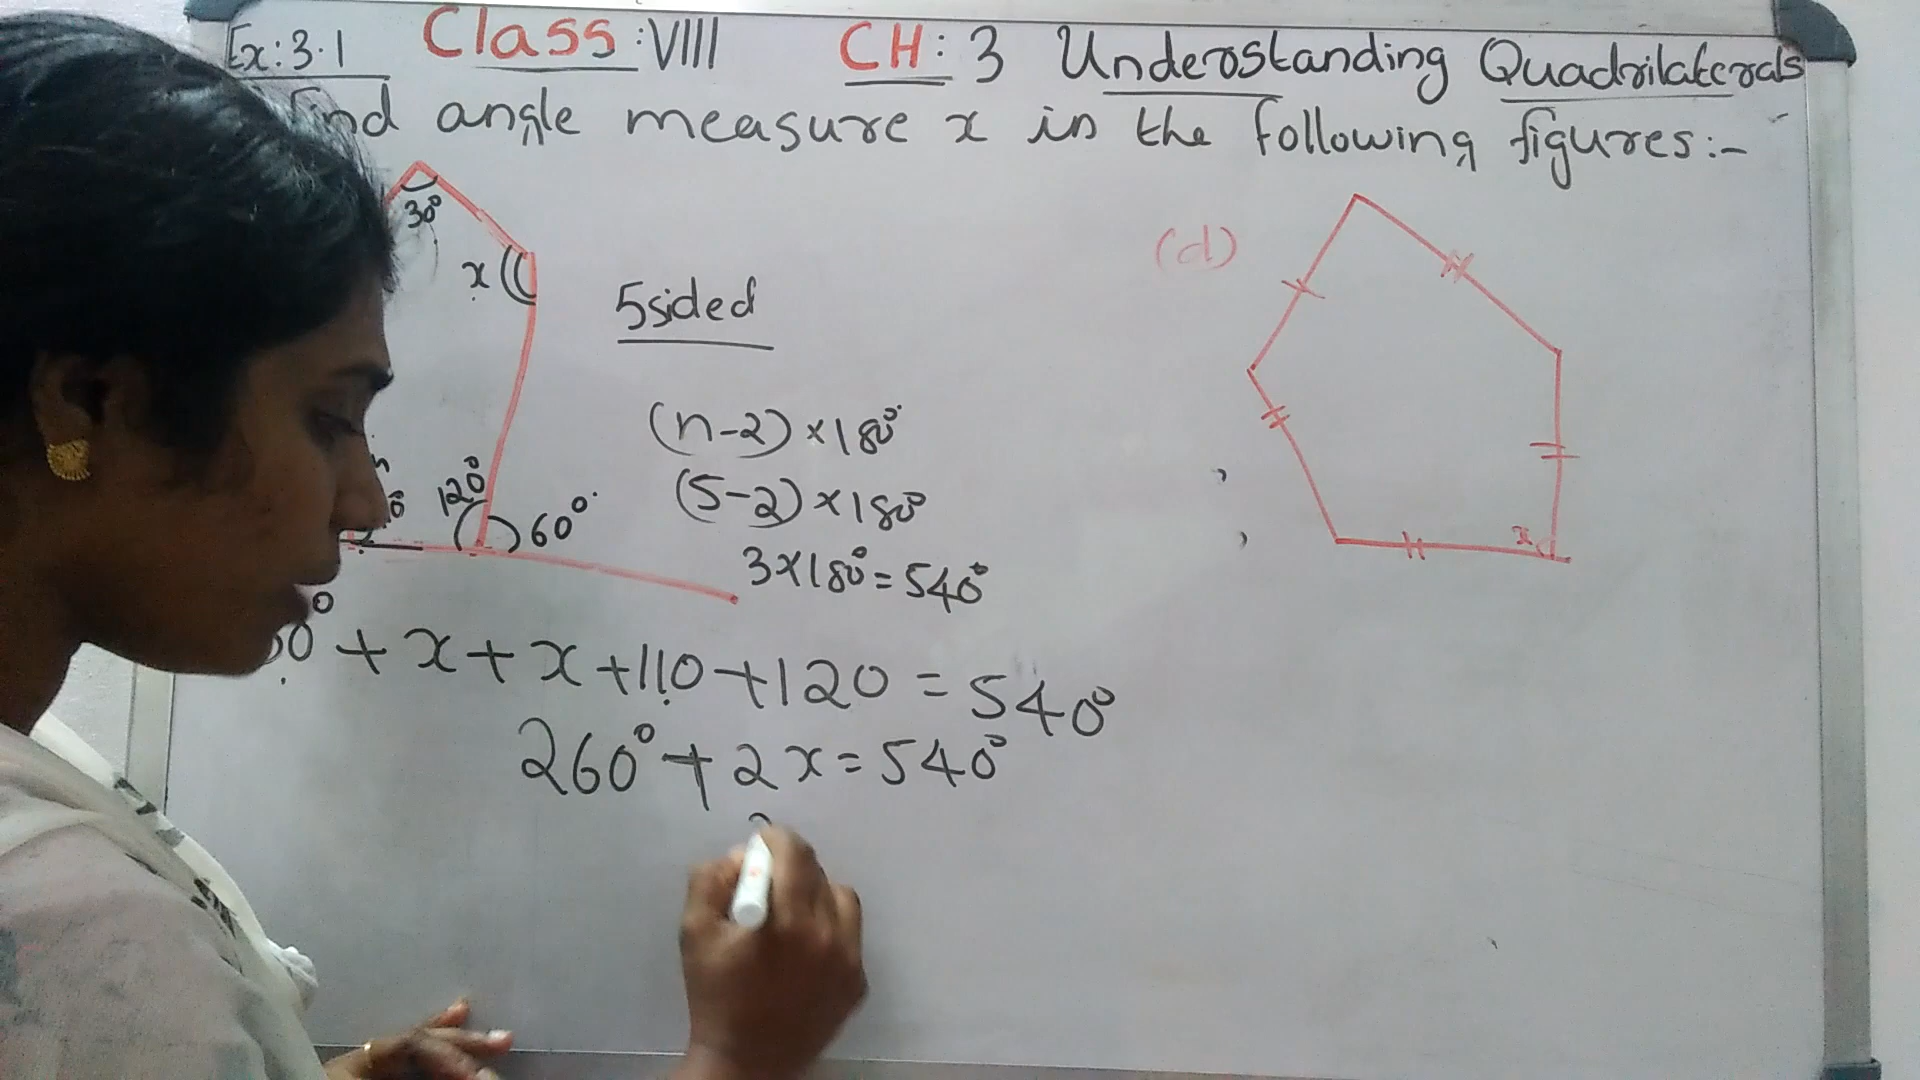 Ex:3.1 Class:VIII CH:3 Understanding Quadrilaterals
Find angle measure x in the following figures:-
30°
x
120°
60°
5sided
(n-2)×180°
(5-2)×180°
3×180°=540°
(d)
x
+x+x+110+120=540°
260°+2x=540°